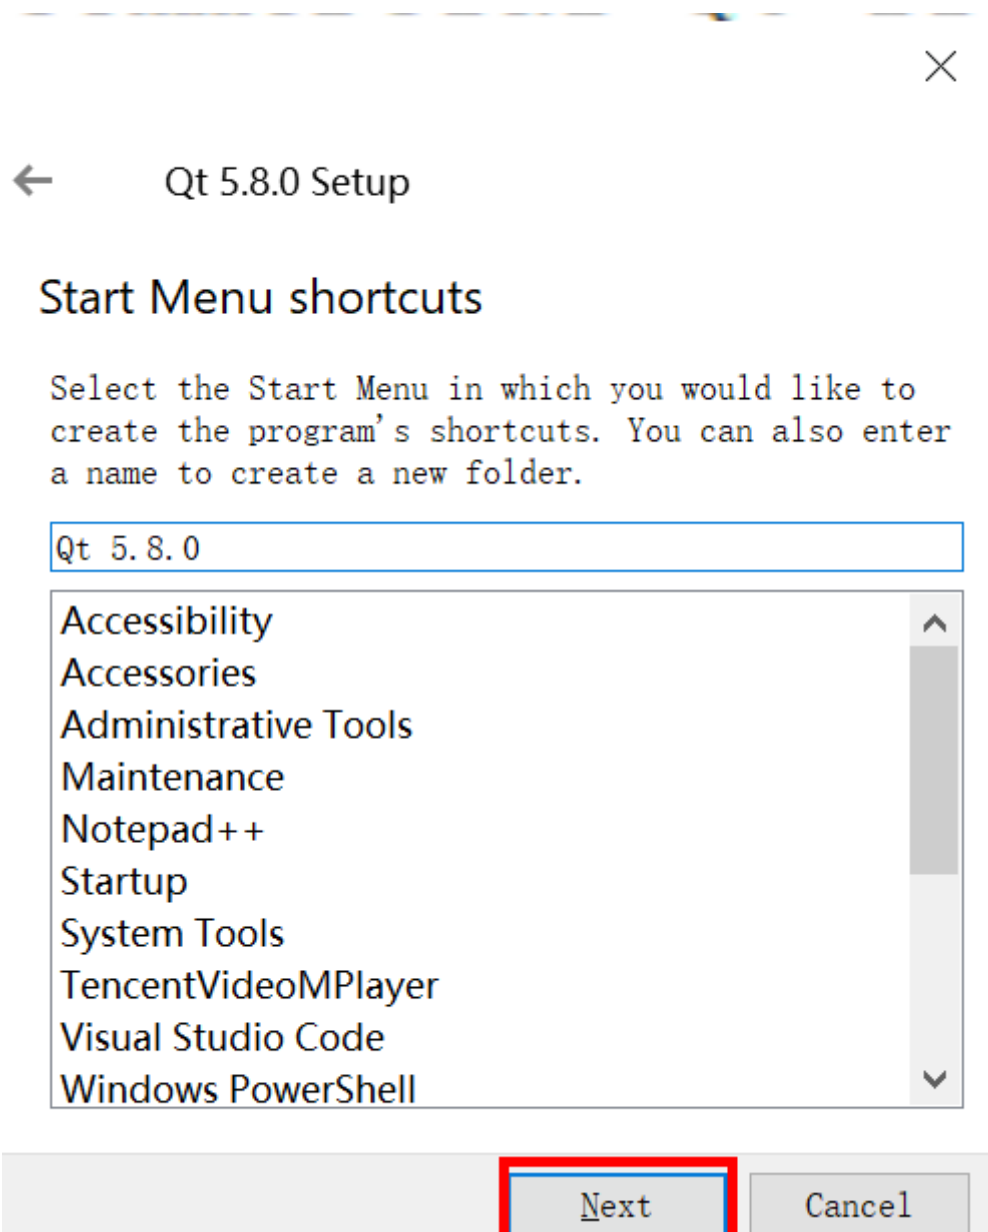 Qt 5.8.0 Setup
Start Menu shortcuts
Select the Start Menu in which you would like to
create the program's shortcuts. You can also enter
a name to create a new folder.
Qt 5.8.0
Accessibility
Accessories
Administrative Tools
Maintenance
Notepad++
Startup
System Tools
TencentVideoMPlayer
Visual Studio Code
Windows PowerShell
Next
Cancel